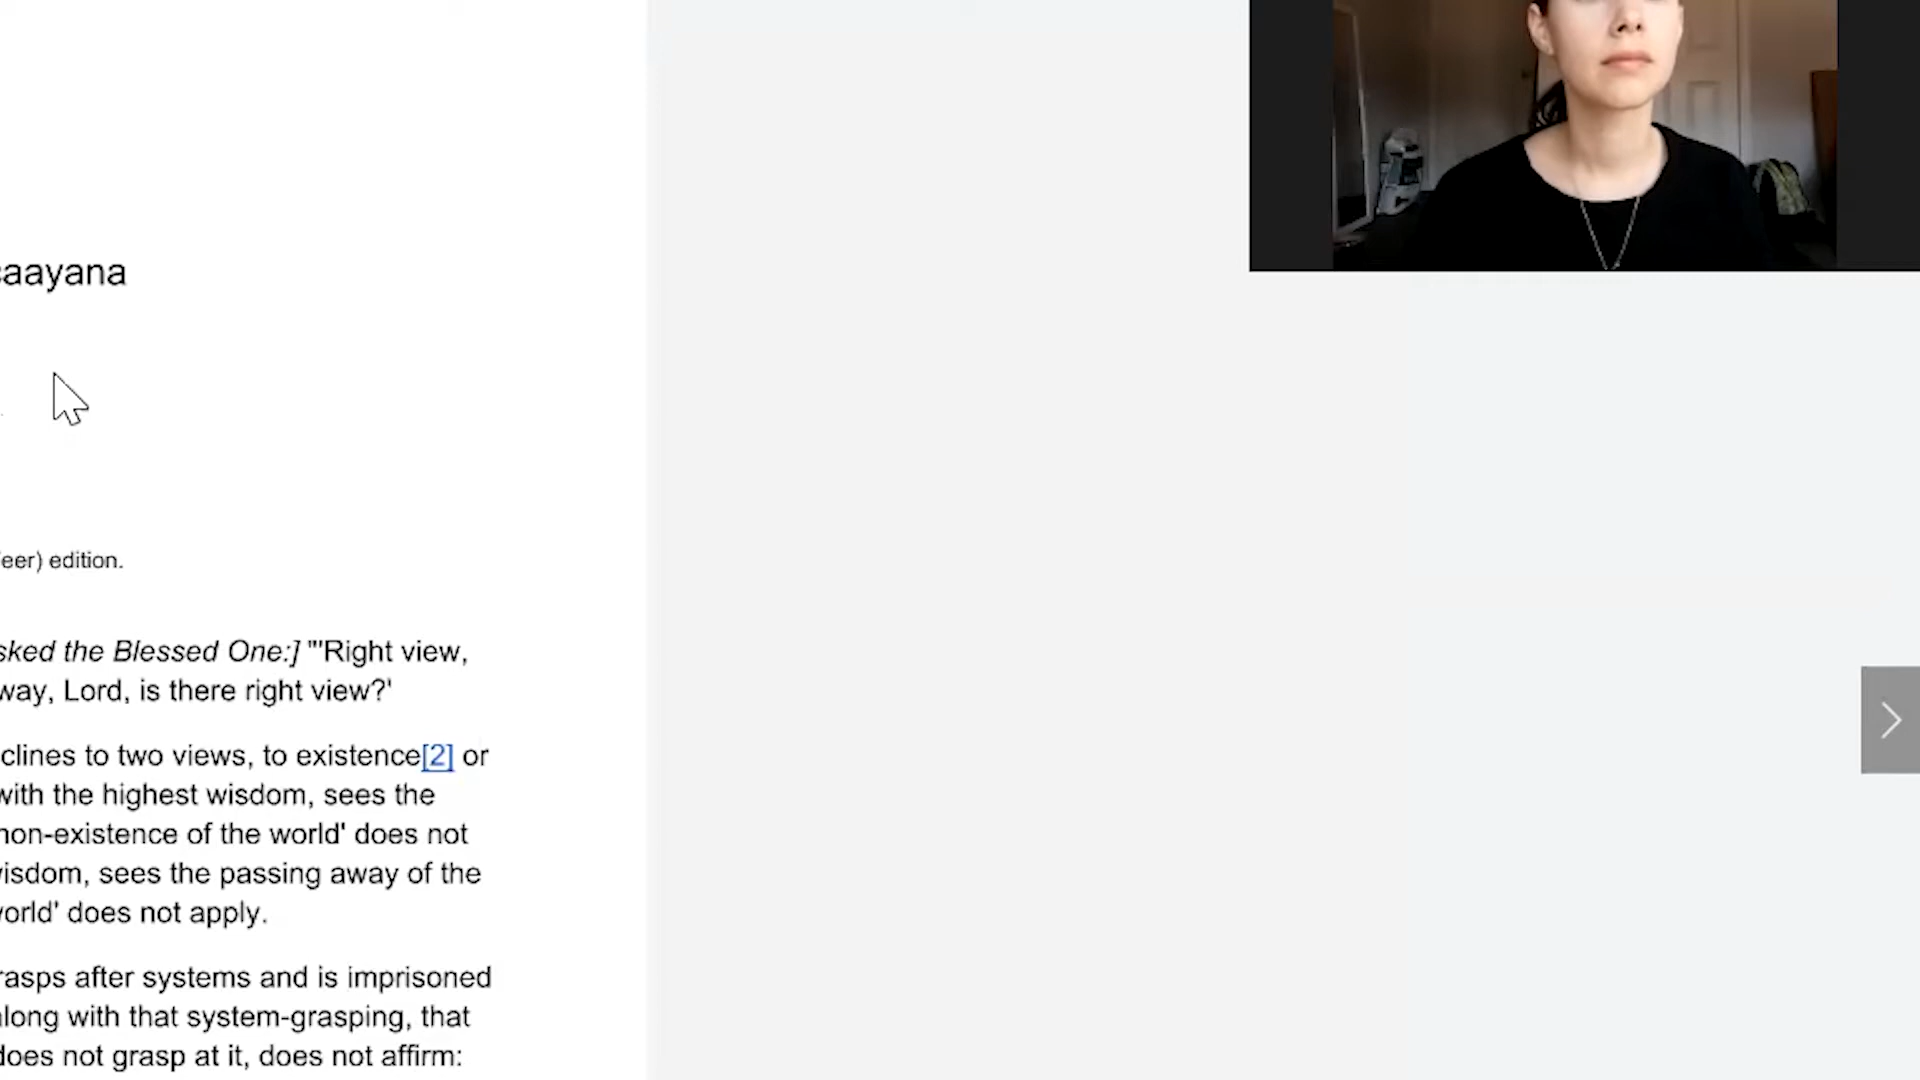 caayana
eer) edition.
sked the Blessed One:] "'Right view,
way, Lord, is there right view?'
clines to two views, to existence[2] or
with the highest wisdom, sees the
non-existence of the world' does not
wisdom, sees the passing away of the
world' does not apply.
rasps after systems and is imprisoned
along with that system-grasping, that
does not grasp at it, does not affirm: